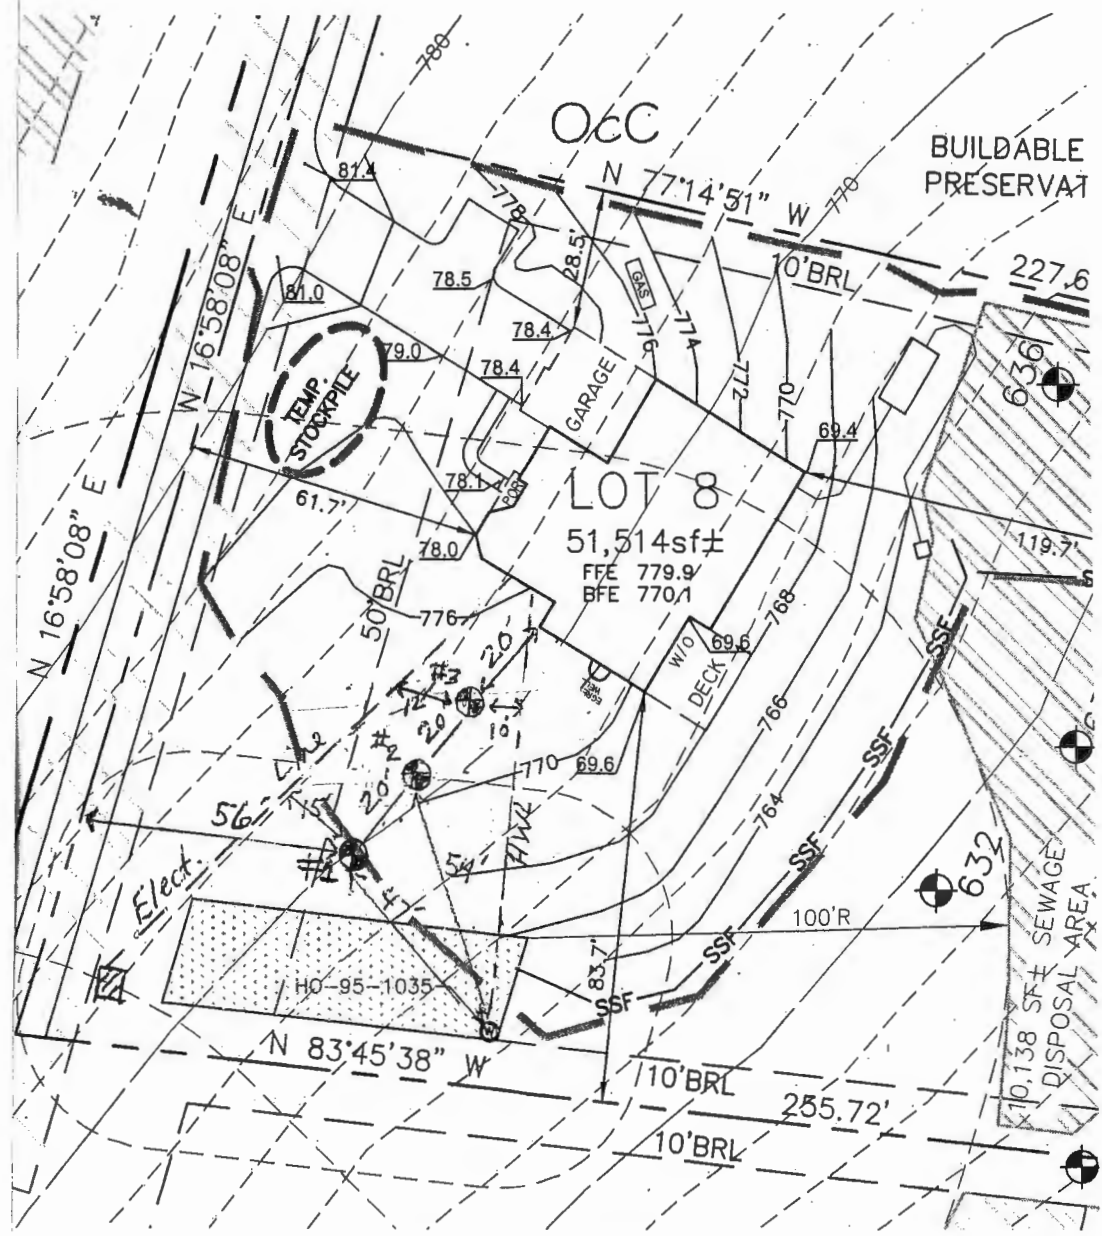 780
OcC
BUILDABLE
PRESERVAT
81.4
N 77°14'51" W
770
778
28.5'
10'BRL
227.6
GAS
78.5
81.0
N 16°58'08" E
776
774
78.4
79.0
636
TEMP.
STOCKPILE
78.4
GARAGE
772
770
69.4
78.1
POR
LOT 8
61.7'
51,514sf±
FFE 779.9
BFE 770.1
119.7'
78.0
N 16°58'08" E
50'BRL
776
768
20'
W/O
69.6
DECK
SSF
S
#3
12'
10'
20'
766
#2
770
69.6
SSF
20'
764
56'
15'
HWL
54'
#1
SSF
632
Elect.
47'
100'R
SSF
83.7'
HO-95-1035
SSF
10,138 SF± SEWAGE
DISPOSAL AREA
N 83°45'38" W
10'BRL
255.72'
10'BRL